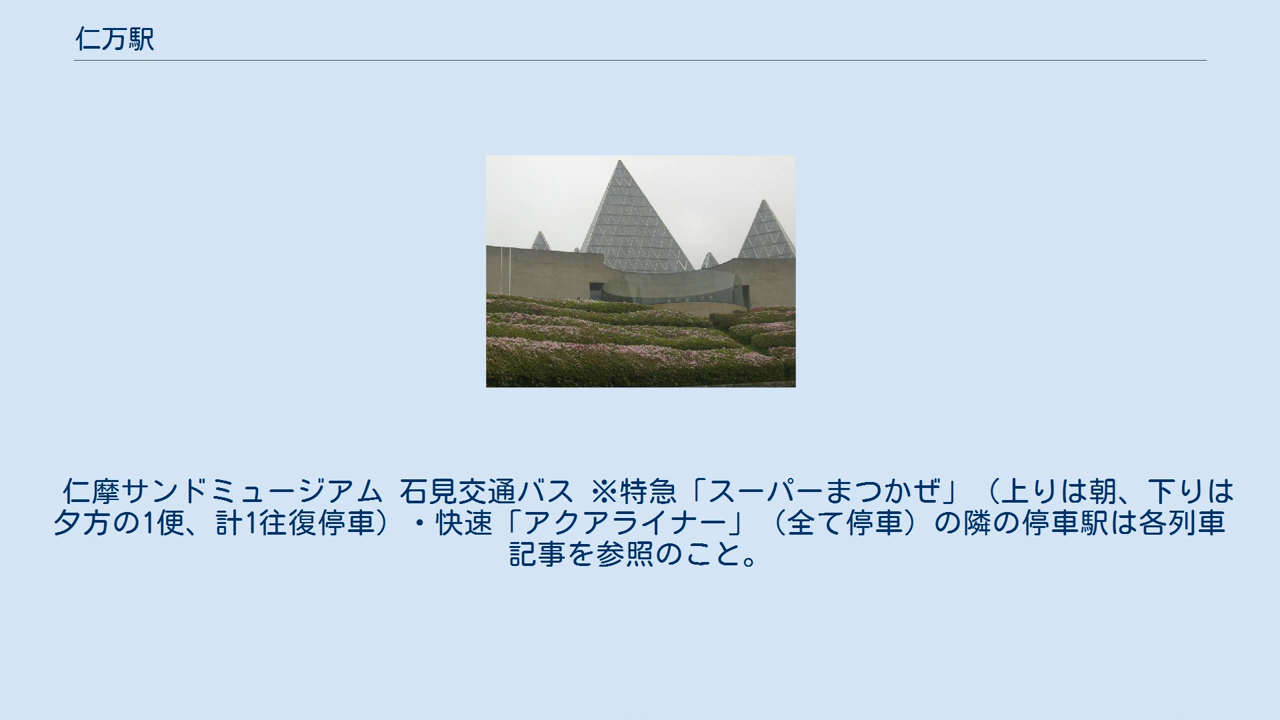 仁万駅
仁摩サンドミュージアム 石見交通バス ※特急「スーパーまつかぜ」（上りは朝、下りは
夕方の1便、計1往復停車）・快速「アクアライナー」（全て停車）の隣の停車駅は各列車
記事を参照のこと。